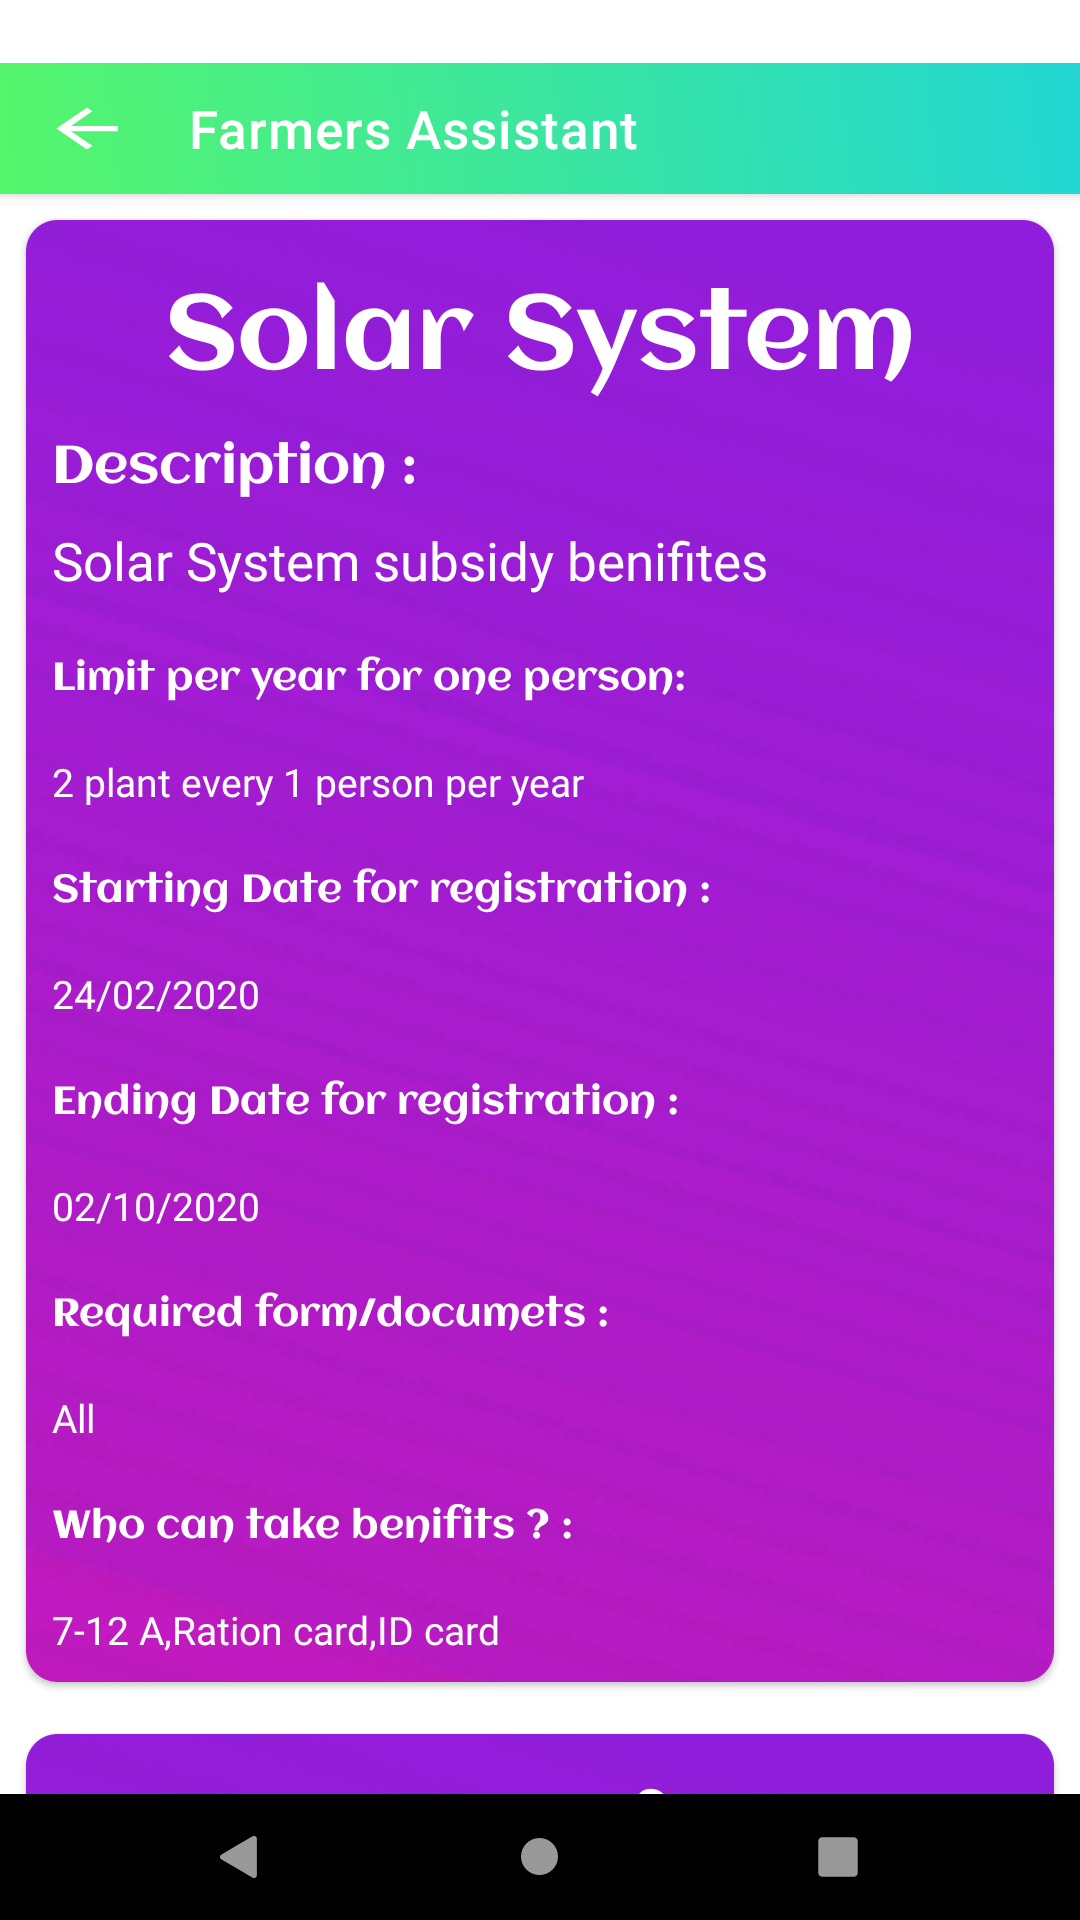 Farmers Assistant
Solar System
Description :
Solar System subsidy benifites
Limit per year for one person:
2 plant every 1 person per year
Starting Date for registration :
24/02/2020
Ending Date for registration :
02/10/2020
Required form/documets :
All
Who can take benifits ? :
7-12 A,Ration card,ID card